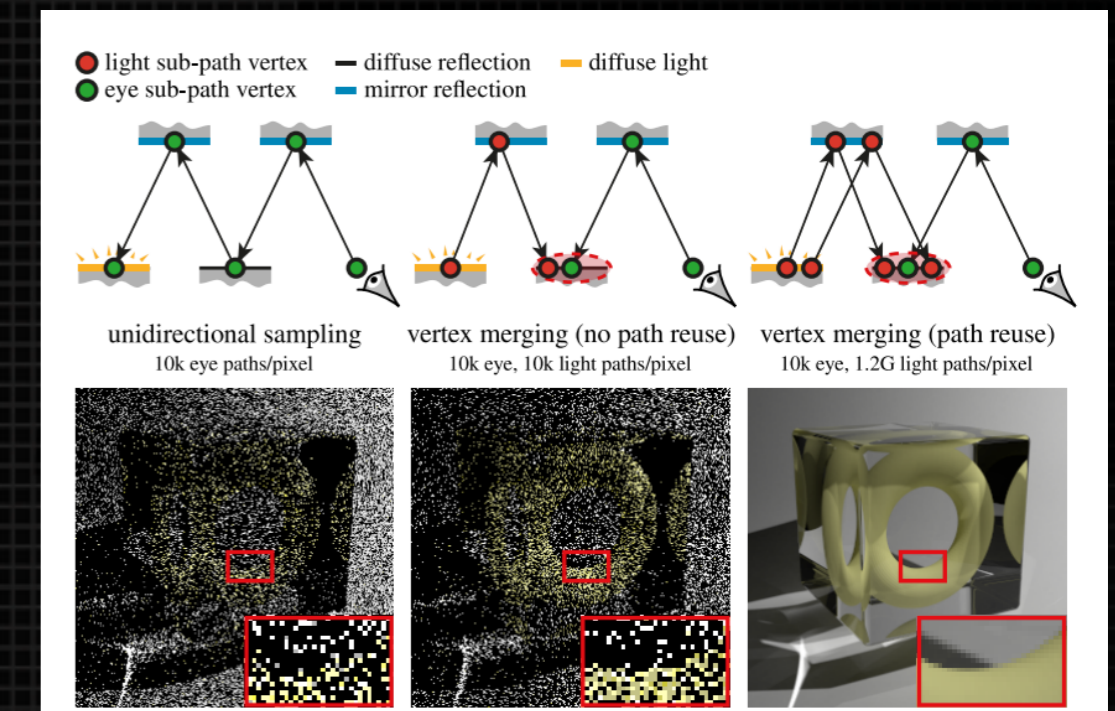 light sub-path vertex diffuse reflection diffuse light
eye sub-path vertex mirror reflection
unidirectional sampling vertex merging (no path reuse) vertex merging (path reuse)
10k eye paths/pixel 10k eye, 10k light paths/pixel 10k eye, 1.2G light paths/pixel